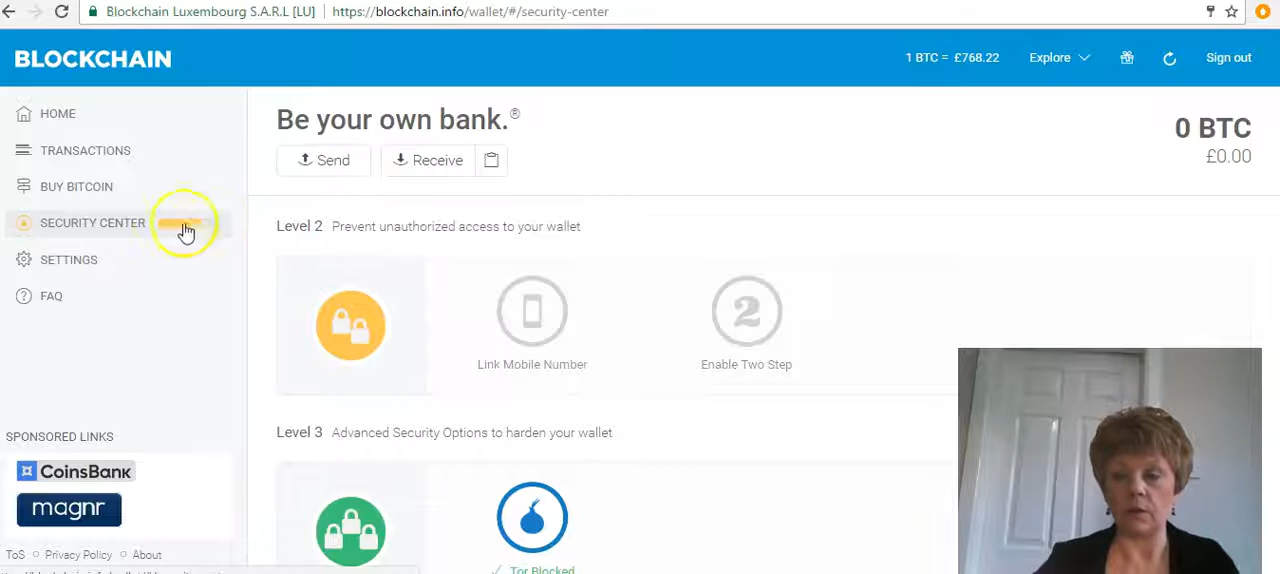 Blockchain Luxembourg S.A.R.L [LU] https://blockchain.info/wallet/#/security-center
BLOCKCHAIN
1 BTC = £768.22
Explore
Sign out
HOME
TRANSACTIONS
BUY BITCOIN
SECURITY CENTER
SETTINGS
FAQ
SPONSORED LINKS
CoinsBank
magnr
ToS
Privacy Policy
About
Be your own bank.®
0 BTC
£0.00
Send
Receive
Level 2 Prevent unauthorized access to your wallet
2
Link Mobile Number
Enable Two Step
Level 3 Advanced Security Options to harden your wallet
Tor Blocked